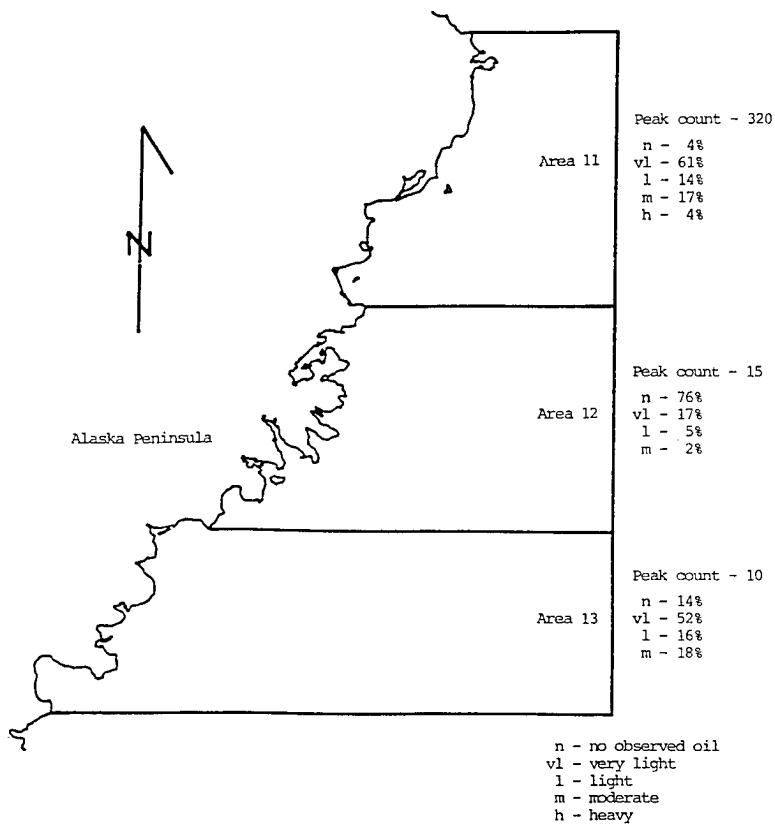 Peak count - 320
n - 4%
vl - 61%
l - 14%
m - 17%
h - 4%
Area 11
N
Peak count - 15
n - 76%
vl - 17%
l - 5%
m - 2%
Area 12
Alaska Peninsula
Peak count - 10
n - 14%
vl - 52%
l - 16%
m - 18%
Area 13
n - no observed oil
vl - very light
l - light
m - moderate
h - heavy